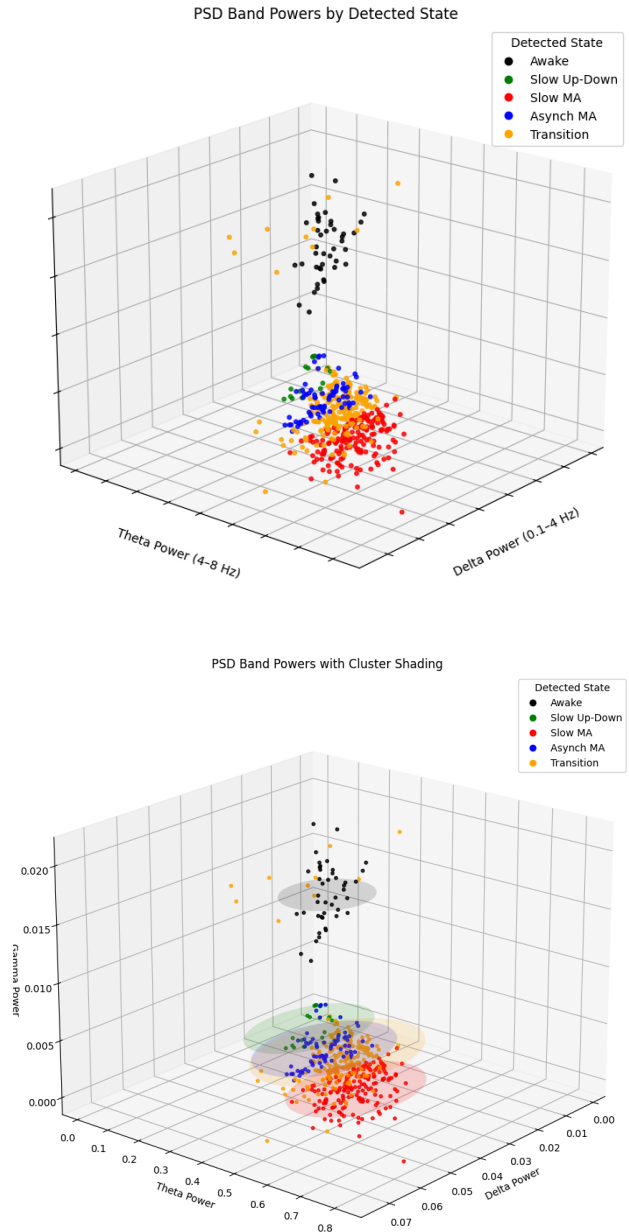 PSD Band Powers by Detected State
Detected State
Awake
Slow Up-Down
Slow MA
Asynch MA
Transition
Theta Power (4–8 Hz)
Delta Power (0.1–4 Hz)
PSD Band Powers with Cluster Shading
Detected State
Awake
Slow Up-Down
Slow MA
Asynch MA
Transition
0.020
0.015
Gamma Power
0.010
0.005
0.000
0.0
0.1
0.2
0.3
0.4
0.5
0.6
0.7
0.8
Theta Power
0.00
0.01
0.02
0.03
0.04
0.05
0.06
0.07
Delta Power